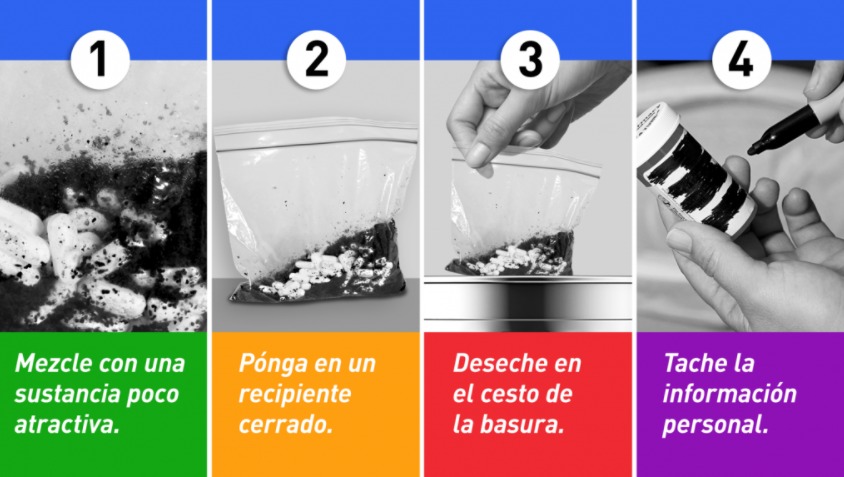 1
Mezcle con una
sustancia poco
atractiva.
2
Pónga en un
recipiente
cerrado.
3
Deseche en
el cesto de
la basura.
4
Tache la
información
personal.